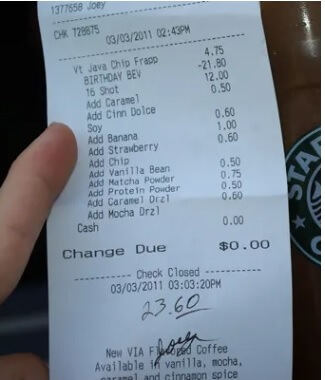 1377658 Joey
CHK 728875
03/03/2011 02:43PM
Vt Java Chip Frapp 4.75
BIRTHDAY BEV -21.80
16 Shot 12.00
Add Caramel 0.50
Add Cinn Dolce
Soy 0.60
Add Banana 1.00
Add Strawberry 0.60
Add Chip
Add Vanilla Bean 0.50
Add Matcha Powder 0.75
Add Protein Powder 0.50
Add Caramel Drzl 0.60
Add Mocha Drzl
Cash 0.00
Change Due $0.00
---------- Check Closed ----------
03/03/2011 03:03:20PM
23.60
Joey
New VIA Flavored Coffee
Available in vanilla, mocha,
caramel and cinnamon spice